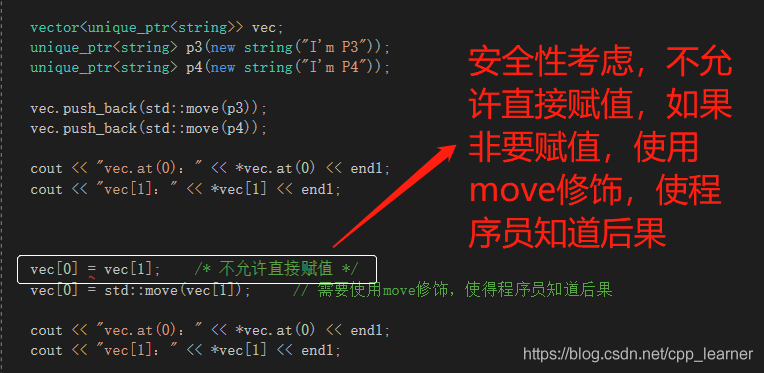 vector<unique_ptr<string>> vec;
unique_ptr<string> p3(new string("I'm P3"));
unique_ptr<string> p4(new string("I'm P4"));
vec.push_back(std::move(p3));
vec.push_back(std::move(p4));
cout << "vec.at(0)：" << *vec.at(0) << endl;
cout << "vec[1]：" << *vec[1] << endl;
vec[0] = vec[1];    /* 不允许直接赋值 */
vec[0] = std::move(vec[1]);    // 需要使用move修饰，使得程序员知道后果
cout << "vec.at(0)：" << *vec.at(0) << endl;
cout << "vec[1]：" << *vec[1] << endl;
安全性考虑，不允
许直接赋值，如果
非要赋值，使用
move修饰，使程
序员知道后果
https://blog.csdn.net/cpp_learner